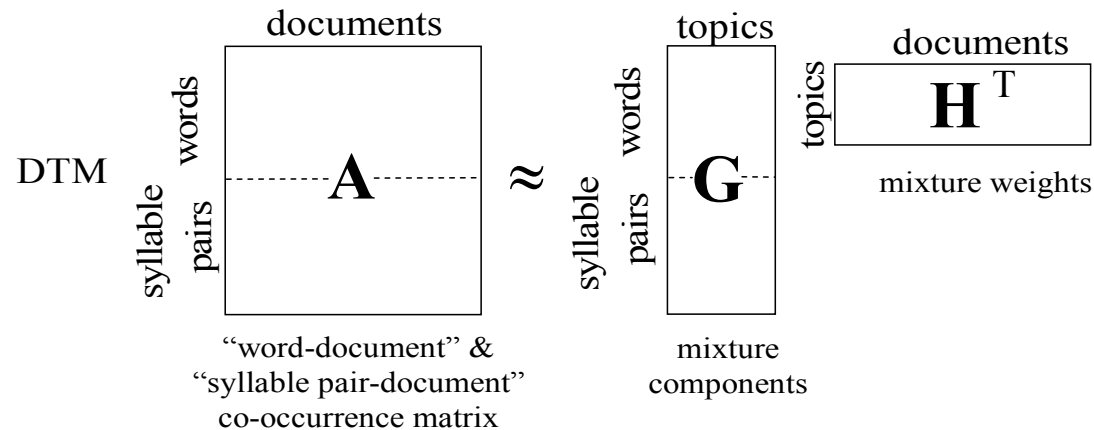 documents
topics
documents
words
words
topics
H T
DTM
A
≈
G
mixture weights
syllable
pairs
syllable
pairs
“word-document” &
“syllable pair-document”
co-occurrence matrix
mixture
components